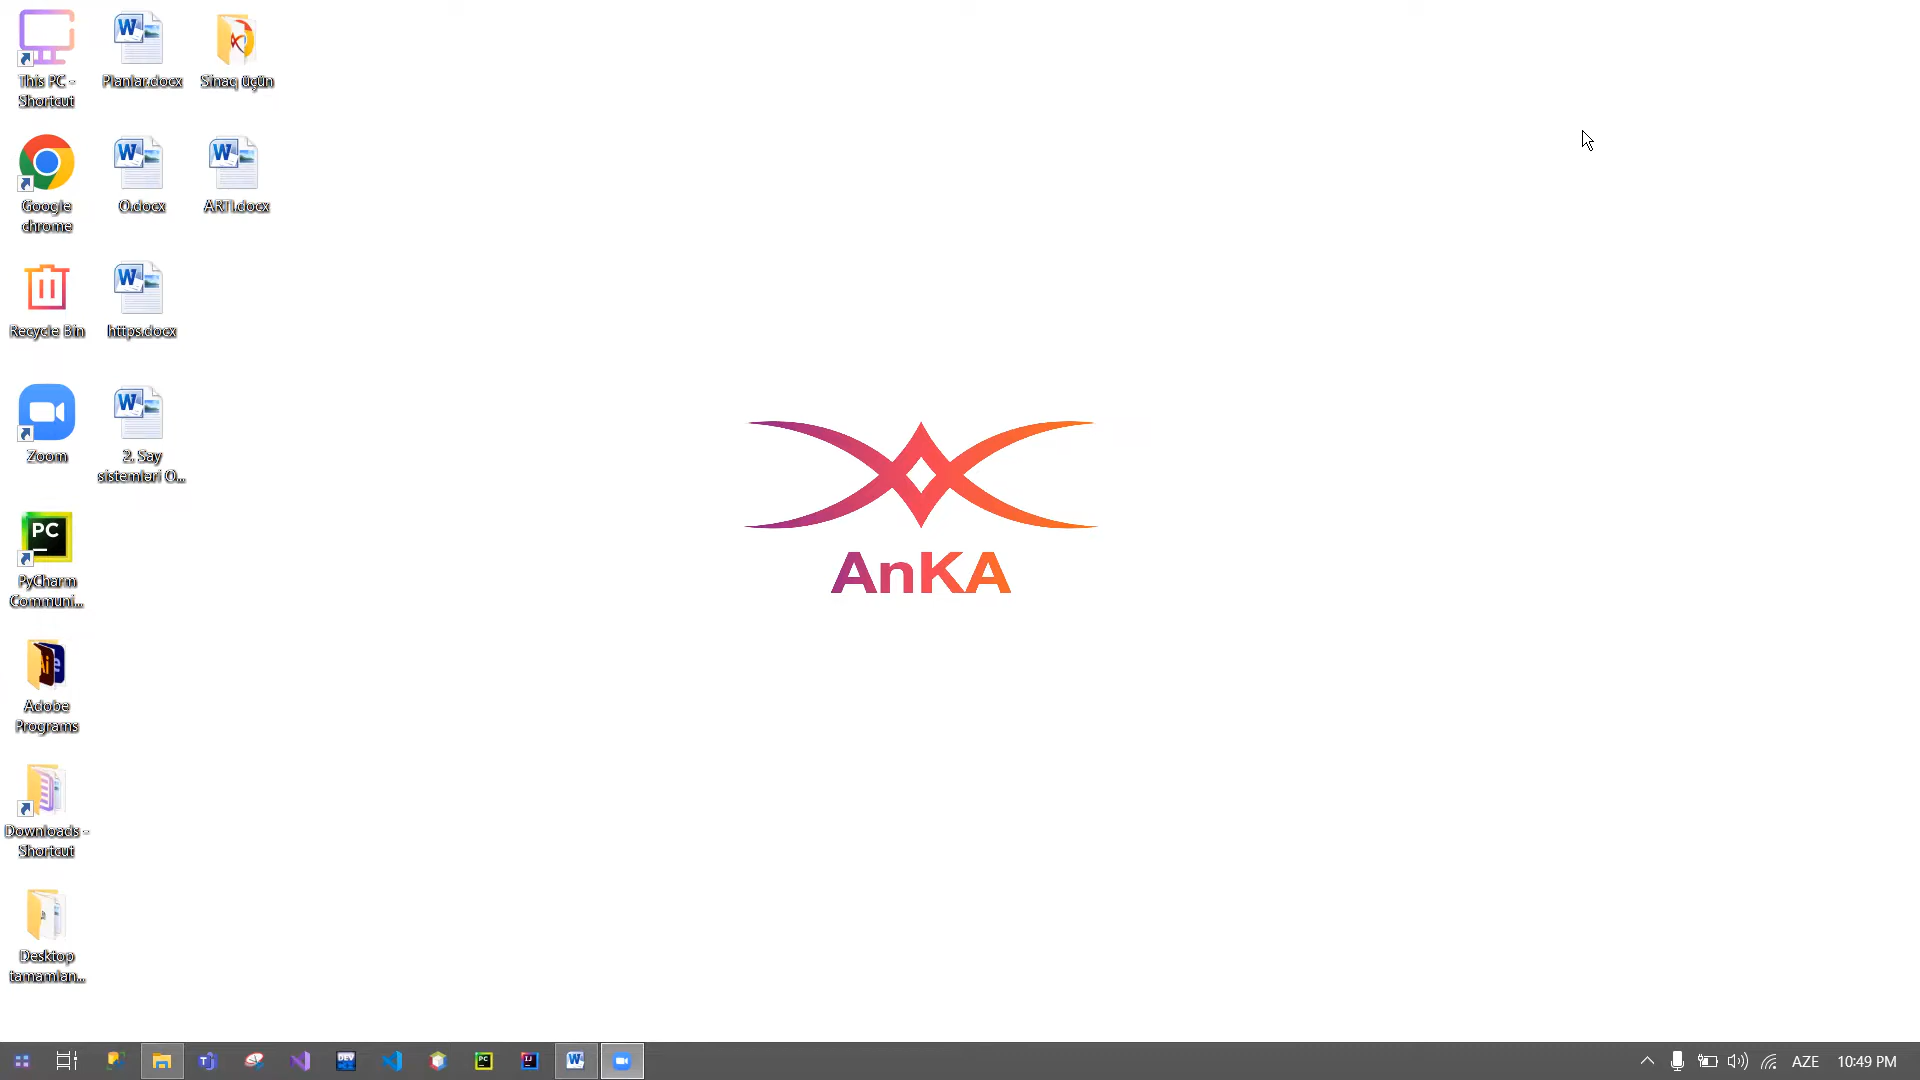 This PC -
Shortcut
Planlar.docx
Sinaq üçün
Google
chrome
O.docx
ARTI.docx
Recycle Bin
https.docx
Zoom
2. Say
sistemləri O...
PyCharm
Communi...
Adobe
Programs
Downloads -
Shortcut
Desktop
tamamlan...
AnKA
AZE
10:49 PM